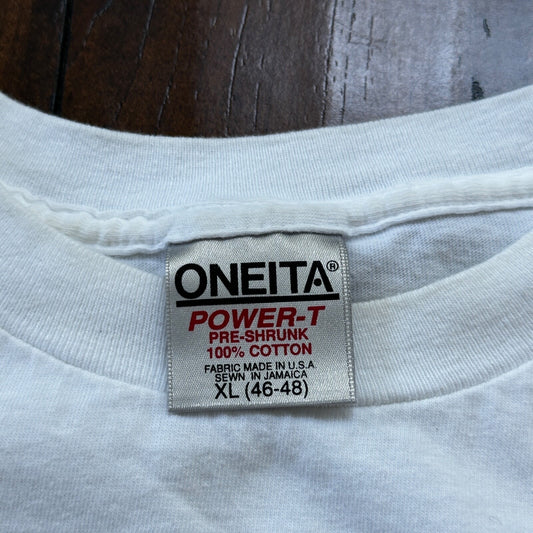 ONEITA®
POWER-T
PRE-SHRUNK
100% COTTON
FABRIC MADE IN U.S.A.
SEWN IN JAMAICA
XL (46-48)